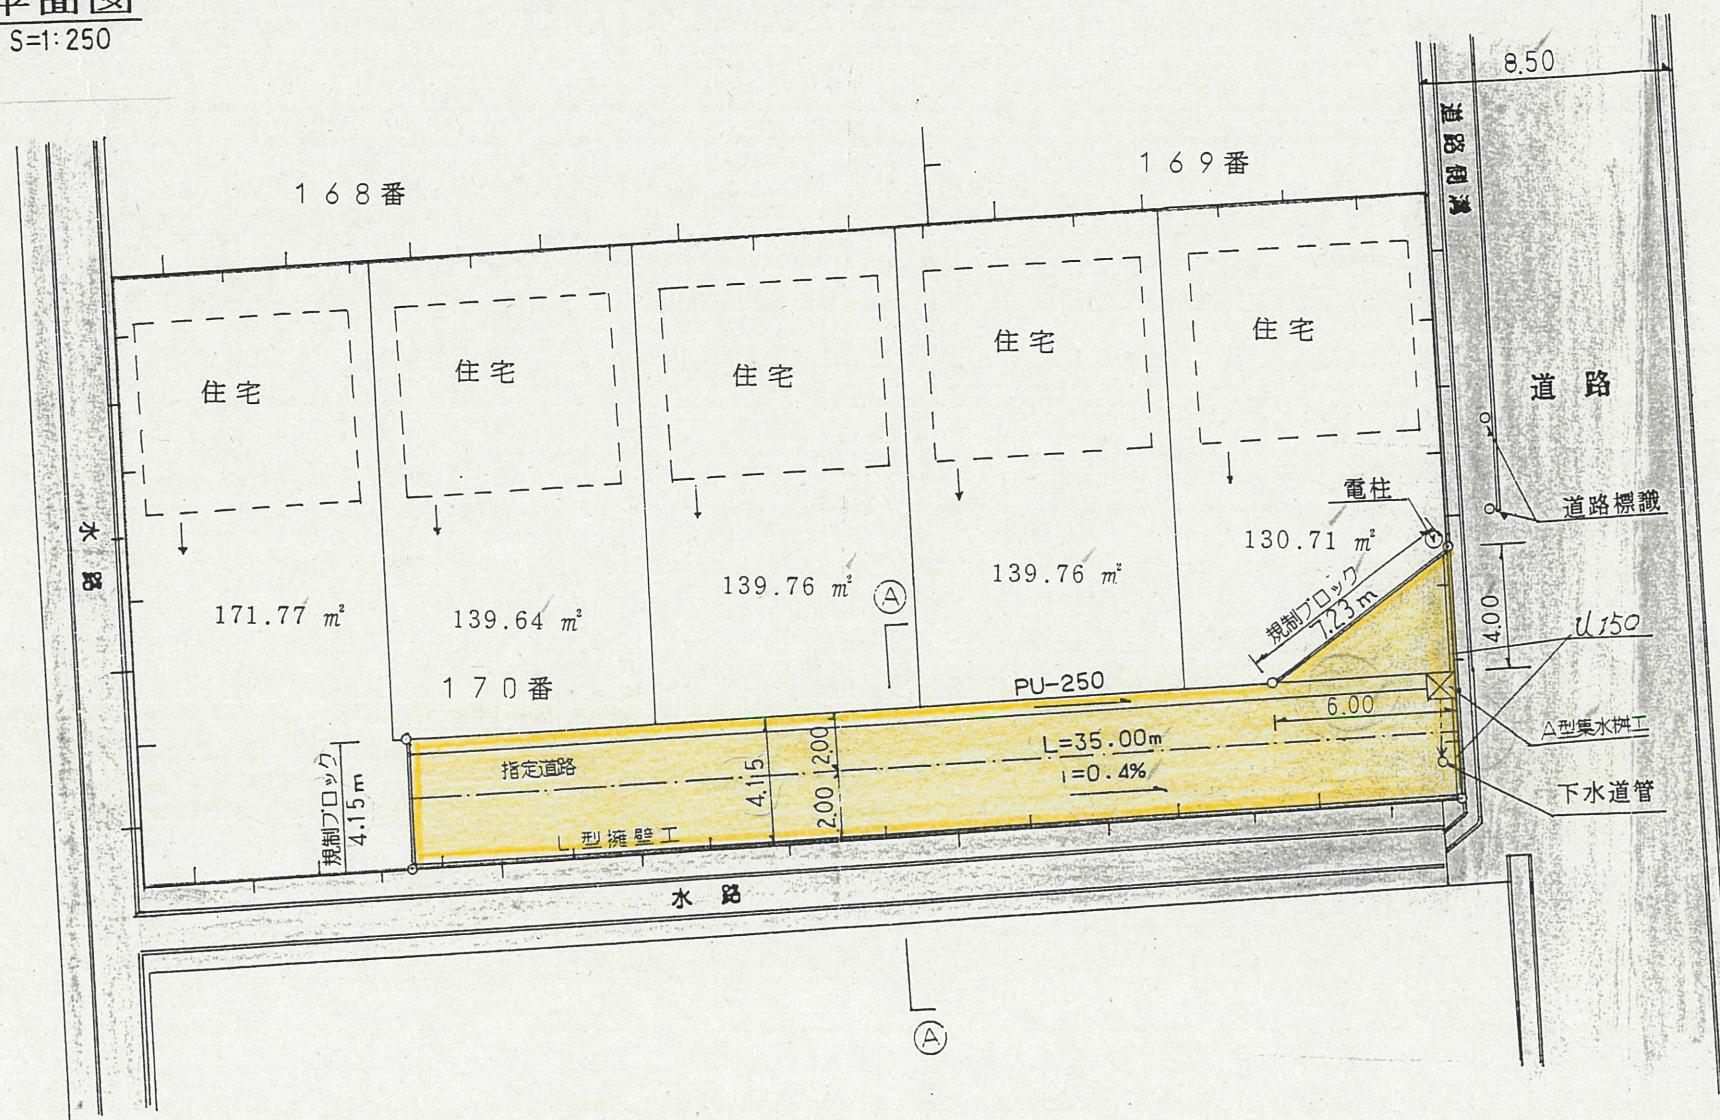 平面図
S=1:250
8.50
道路側溝
168番
169番
住宅
住宅
住宅
住宅
住宅
道路
水路
電柱
道路標識
171.77 m²
139.64 m²
139.76 m²
139.76 m²
130.71 m²
A
規制ブロック
7.23m
4.00
U150
170番
PU-250
6.00
A型集水桝工
規制ブロック
4.15m
指定道路
4.115
2.00
2.00
L=35.00m
i=0.4%
下水道管
L型擁壁工
水路
A